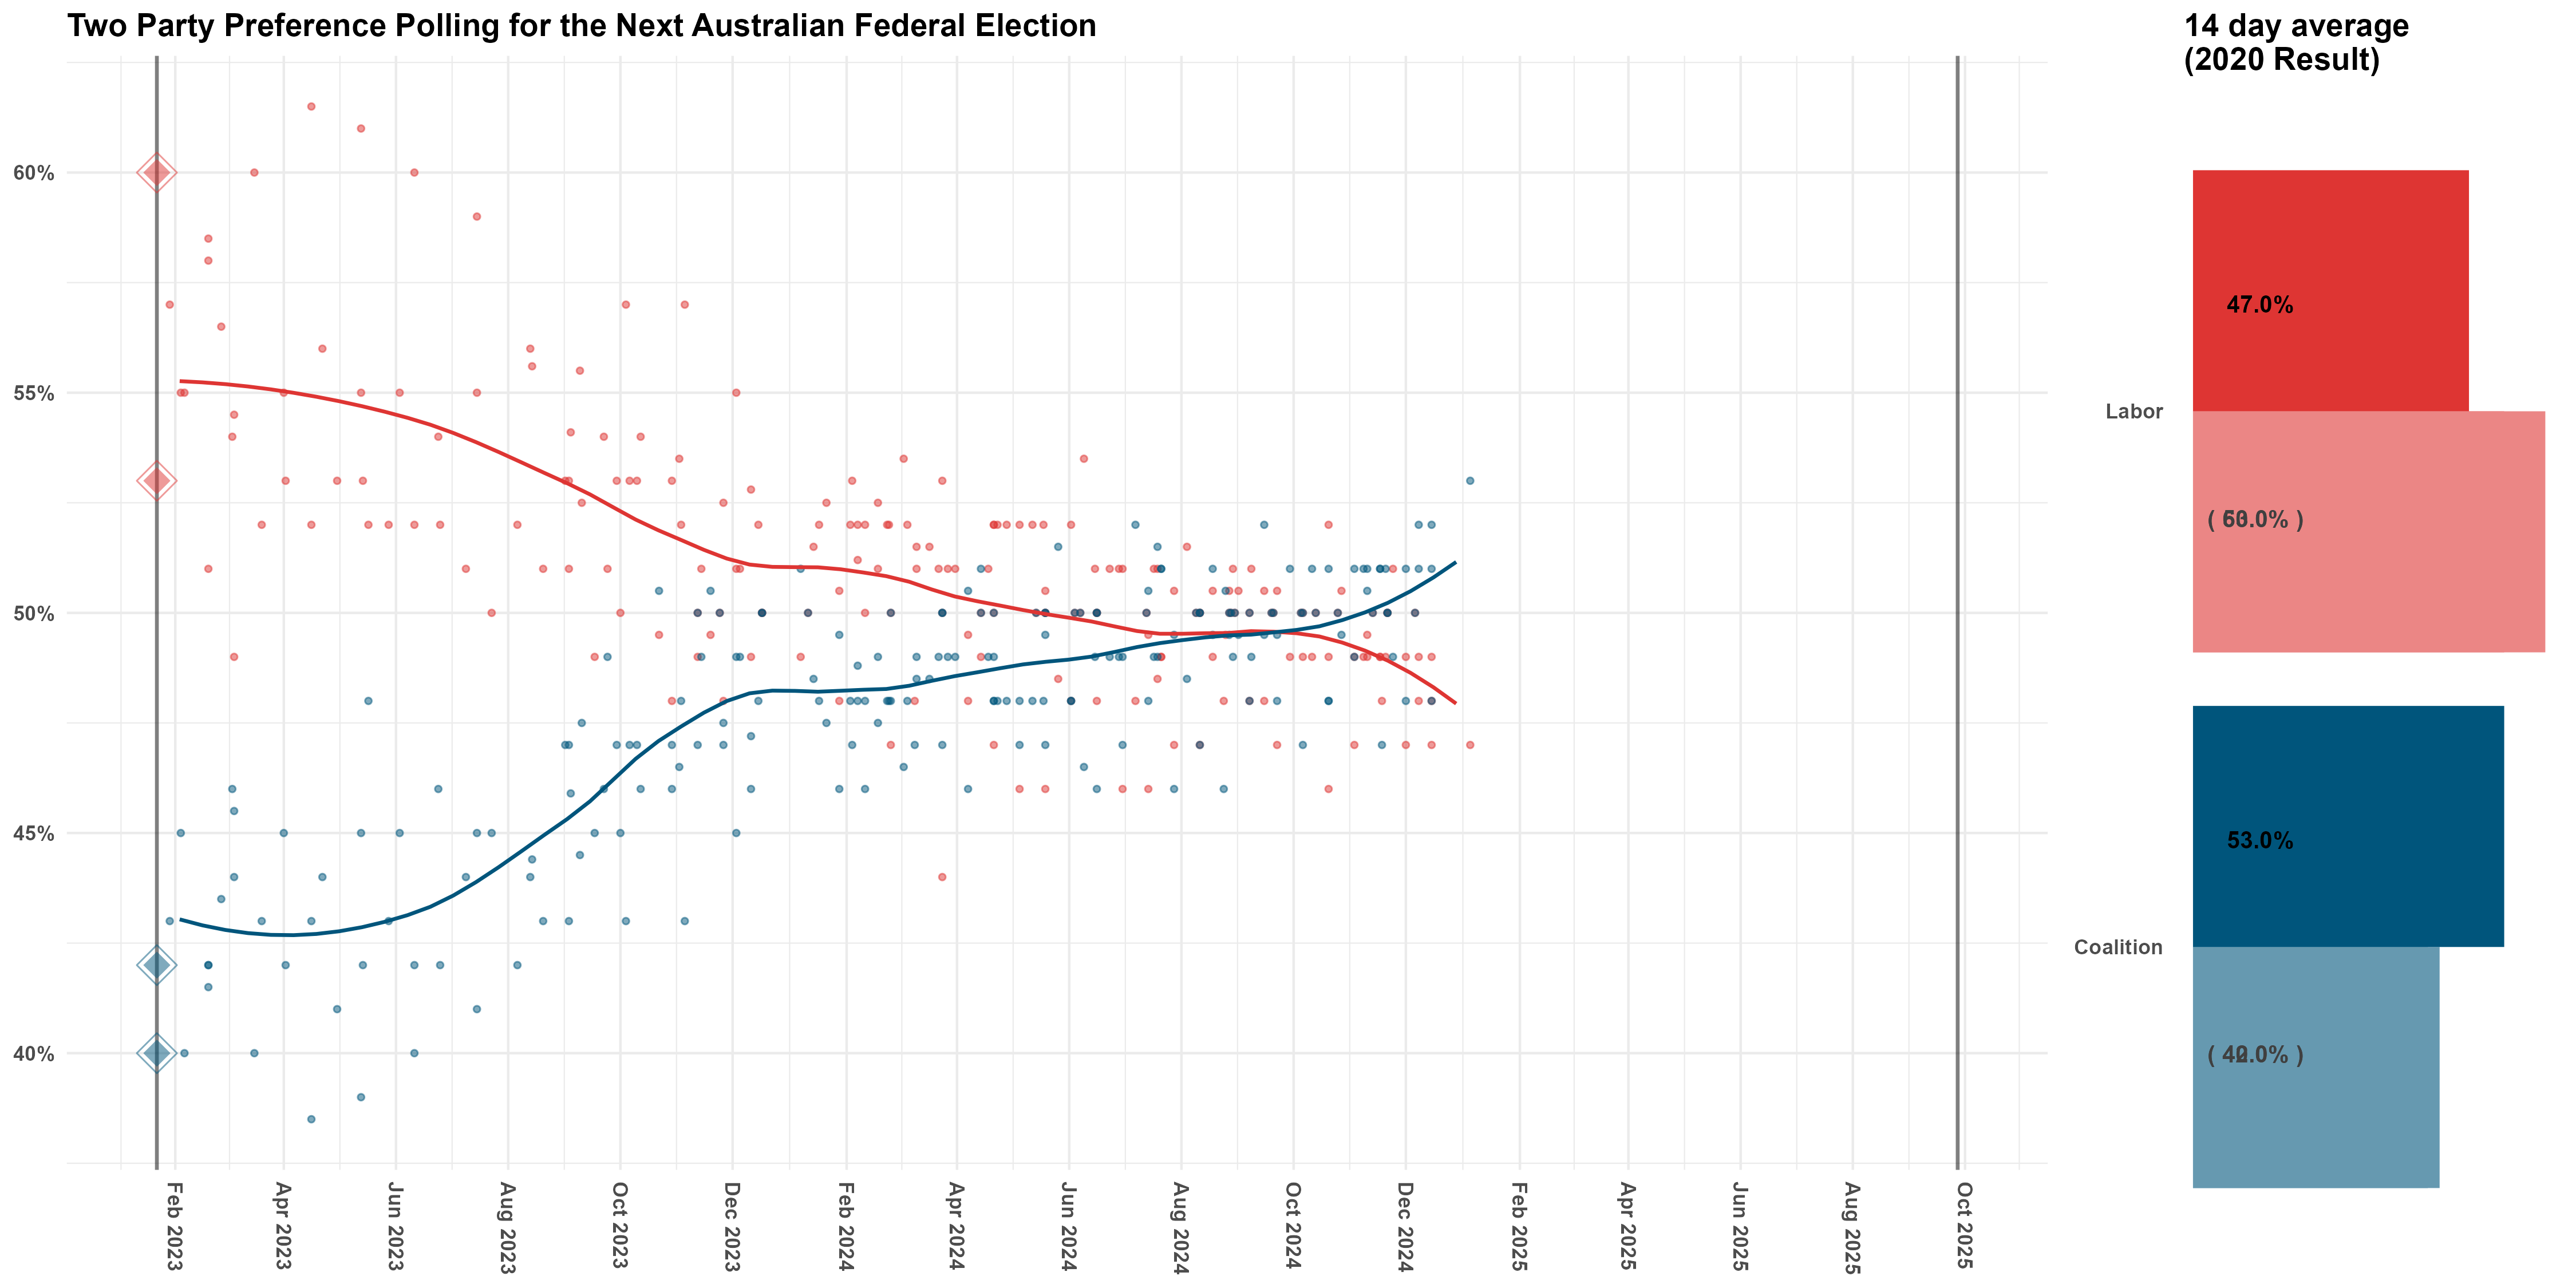 Two Party Preference Polling for the Next Australian Federal Election
14 day average
(2020 Result)
60%
55%
50%
45%
40%
Feb 2023
Apr 2023
Jun 2023
Aug 2023
Oct 2023
Dec 2023
Feb 2024
Apr 2024
Jun 2024
Aug 2024
Oct 2024
Dec 2024
Feb 2025
Apr 2025
Jun 2025
Aug 2025
Oct 2025
Labor
47.0%
Coalition
53.0%